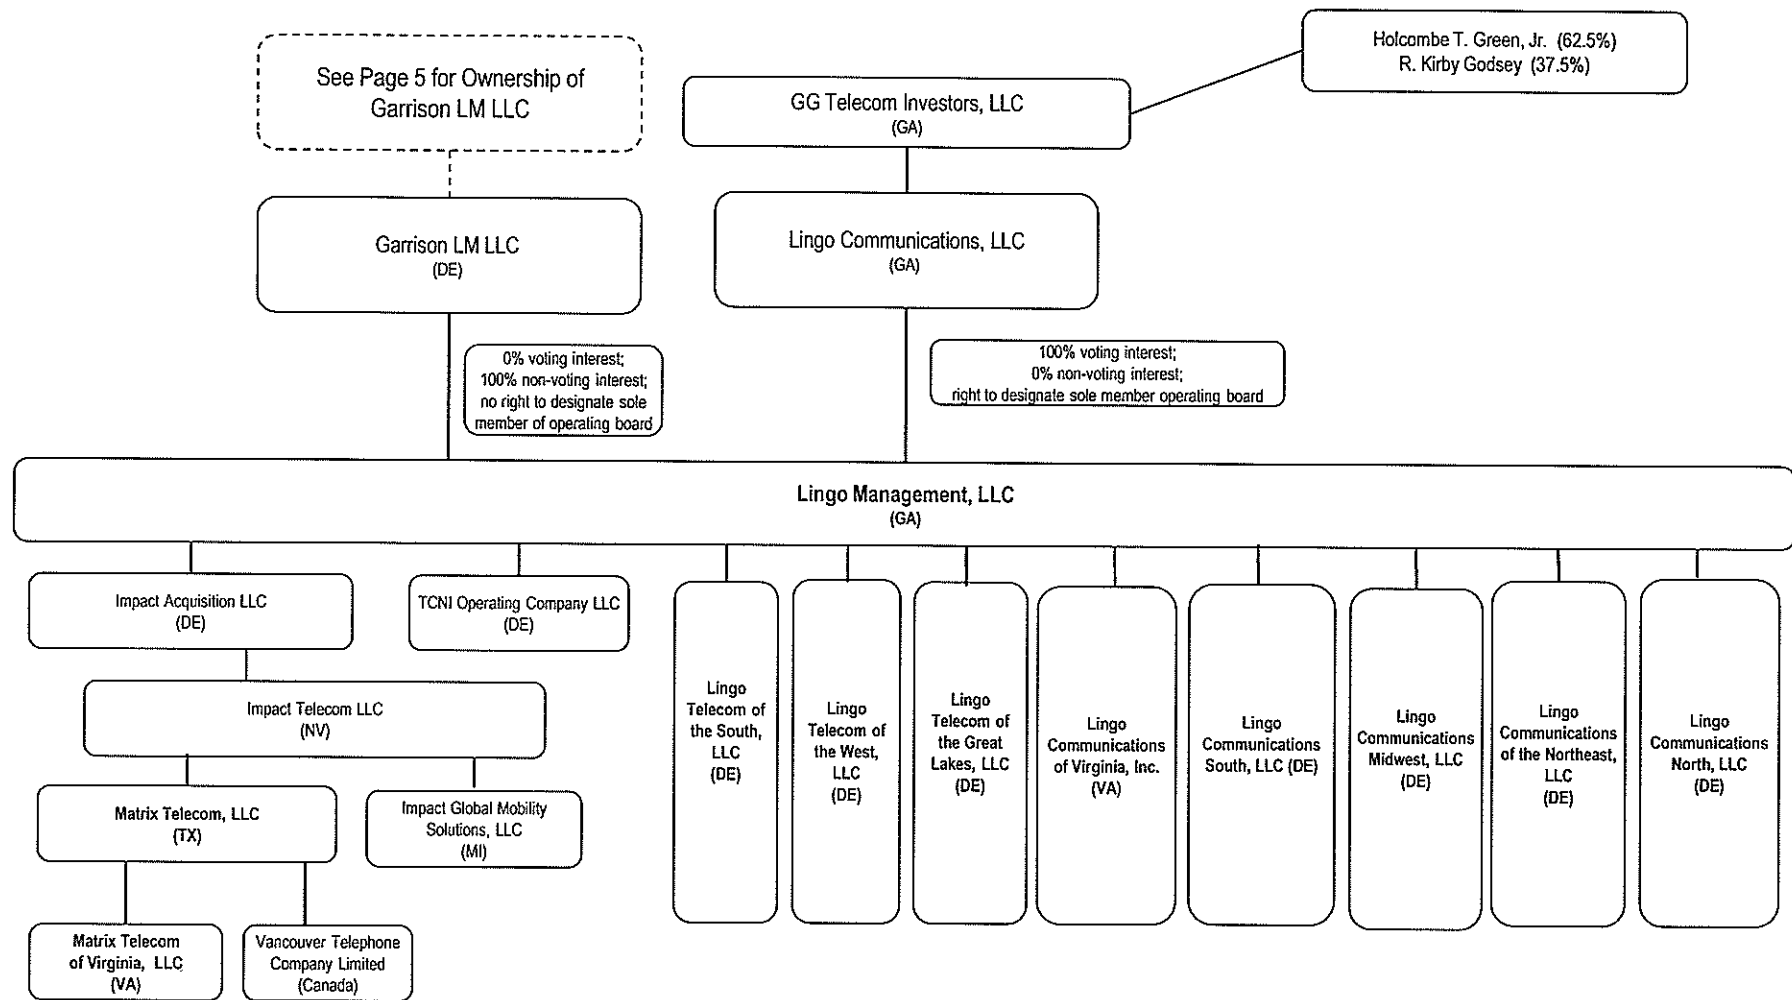 See Page 5 for Ownership of
Garrison LM LLC
GG Telecom Investors, LLC
(GA)
Holcombe T. Green, Jr. (62.5%)
R. Kirby Godsey (37.5%)
Garrison LM LLC
(DE)
Lingo Communications, LLC
(GA)
0% voting interest;
100% non-voting interest;
no right to designate sole
member of operating board
100% voting interest;
0% non-voting interest;
right to designate sole member operating board
Lingo Management, LLC
(GA)
Impact Acquisition LLC
(DE)
TCNI Operating Company LLC
(DE)
Impact Telecom LLC
(NV)
Matrix Telecom, LLC
(TX)
Impact Global Mobility
Solutions, LLC
(MI)
Matrix Telecom
of Virginia, LLC
(VA)
Vancouver Telephone
Company Limited
(Canada)
Lingo
Telecom of
the South,
LLC
(DE)
Lingo
Telecom of
the West,
LLC
(DE)
Lingo
Telecom of
the Great
Lakes, LLC
(DE)
Lingo
Communications
of Virginia, Inc.
(VA)
Lingo
Communications
South, LLC (DE)
Lingo
Communications
Midwest, LLC
(DE)
Lingo
Communications
of the Northeast,
LLC
(DE)
Lingo
Communications
North, LLC
(DE)